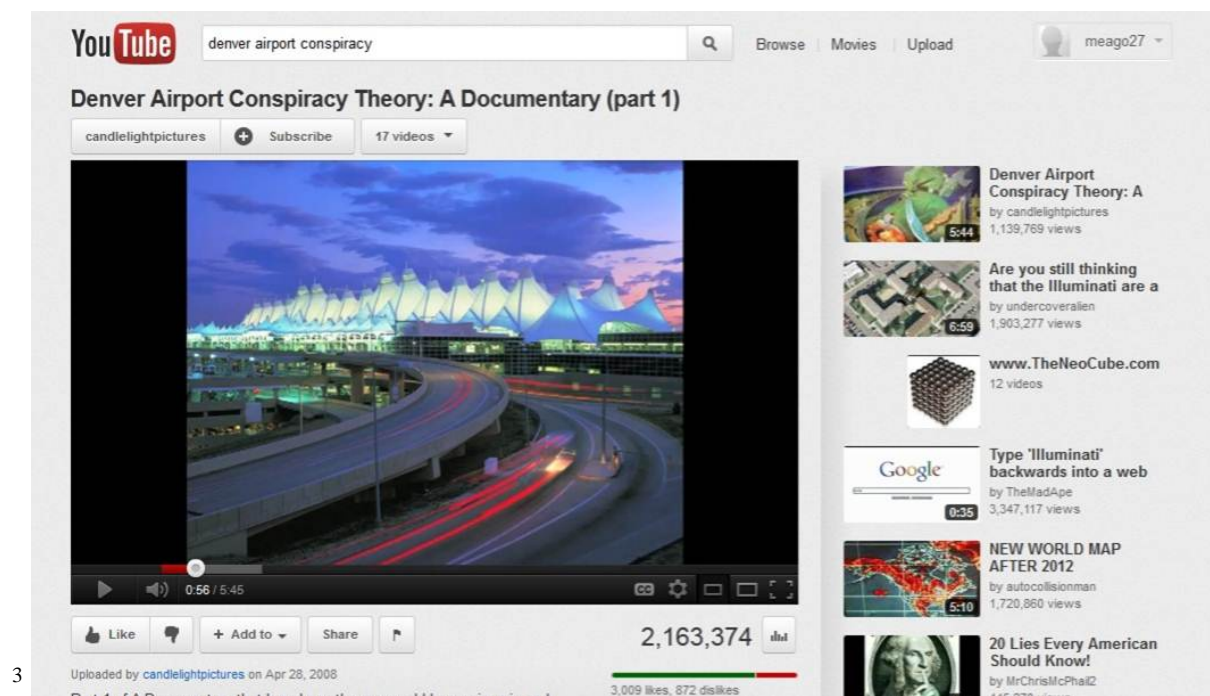 You Tube denver airport conspiracy Browse Movies Upload meago27
Denver Airport Conspiracy Theory: A Documentary (part 1)
candlelightpictures Subscribe 17 videos
0:56 / 5:45 CC
Like + Add to Share 2,163,374
Uploaded by candlelightpictures on Apr 28, 2008
3,009 likes, 872 dislikes
3
Denver Airport
Conspiracy Theory: A
by candlelightpictures
1,139,769 views
5:44
Are you still thinking
that the Illuminati are a
by undercoveralien
1,903,277 views
6:59
www.TheNeoCube.com
12 videos
Google
Type 'Illuminati'
backwards into a web
by TheMadApe
3,347,117 views
0:35
NEW WORLD MAP
AFTER 2012
by autocollisionman
1,720,860 views
5:10
20 Lies Every American
Should Know!
by MrChrisMcPhail2